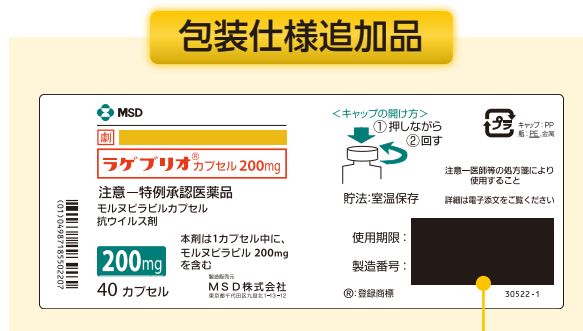 包装仕様追加品
MSD
劇
ラゲブリオ®カプセル200mg
注意－特例承認医薬品
モルヌピラビルカプセル
抗ウイルス剤
200mg
40 カプセル
本剤は1カプセル中に、
モルヌピラビル 200mg
を含む
製造販売元
MSD株式会社
東京都千代田区九段北1-13-12
(01)04987185502207
＜キャップの開け方＞
①押しながら
②回す
貯法:室温保存
使用期限：
製造番号：
®:登録商標
プラ
キャップ:PP
瓶:PE,金属
注意－医師等の処方箋により
使用すること
詳細は電子添文をご覧ください
30522-1